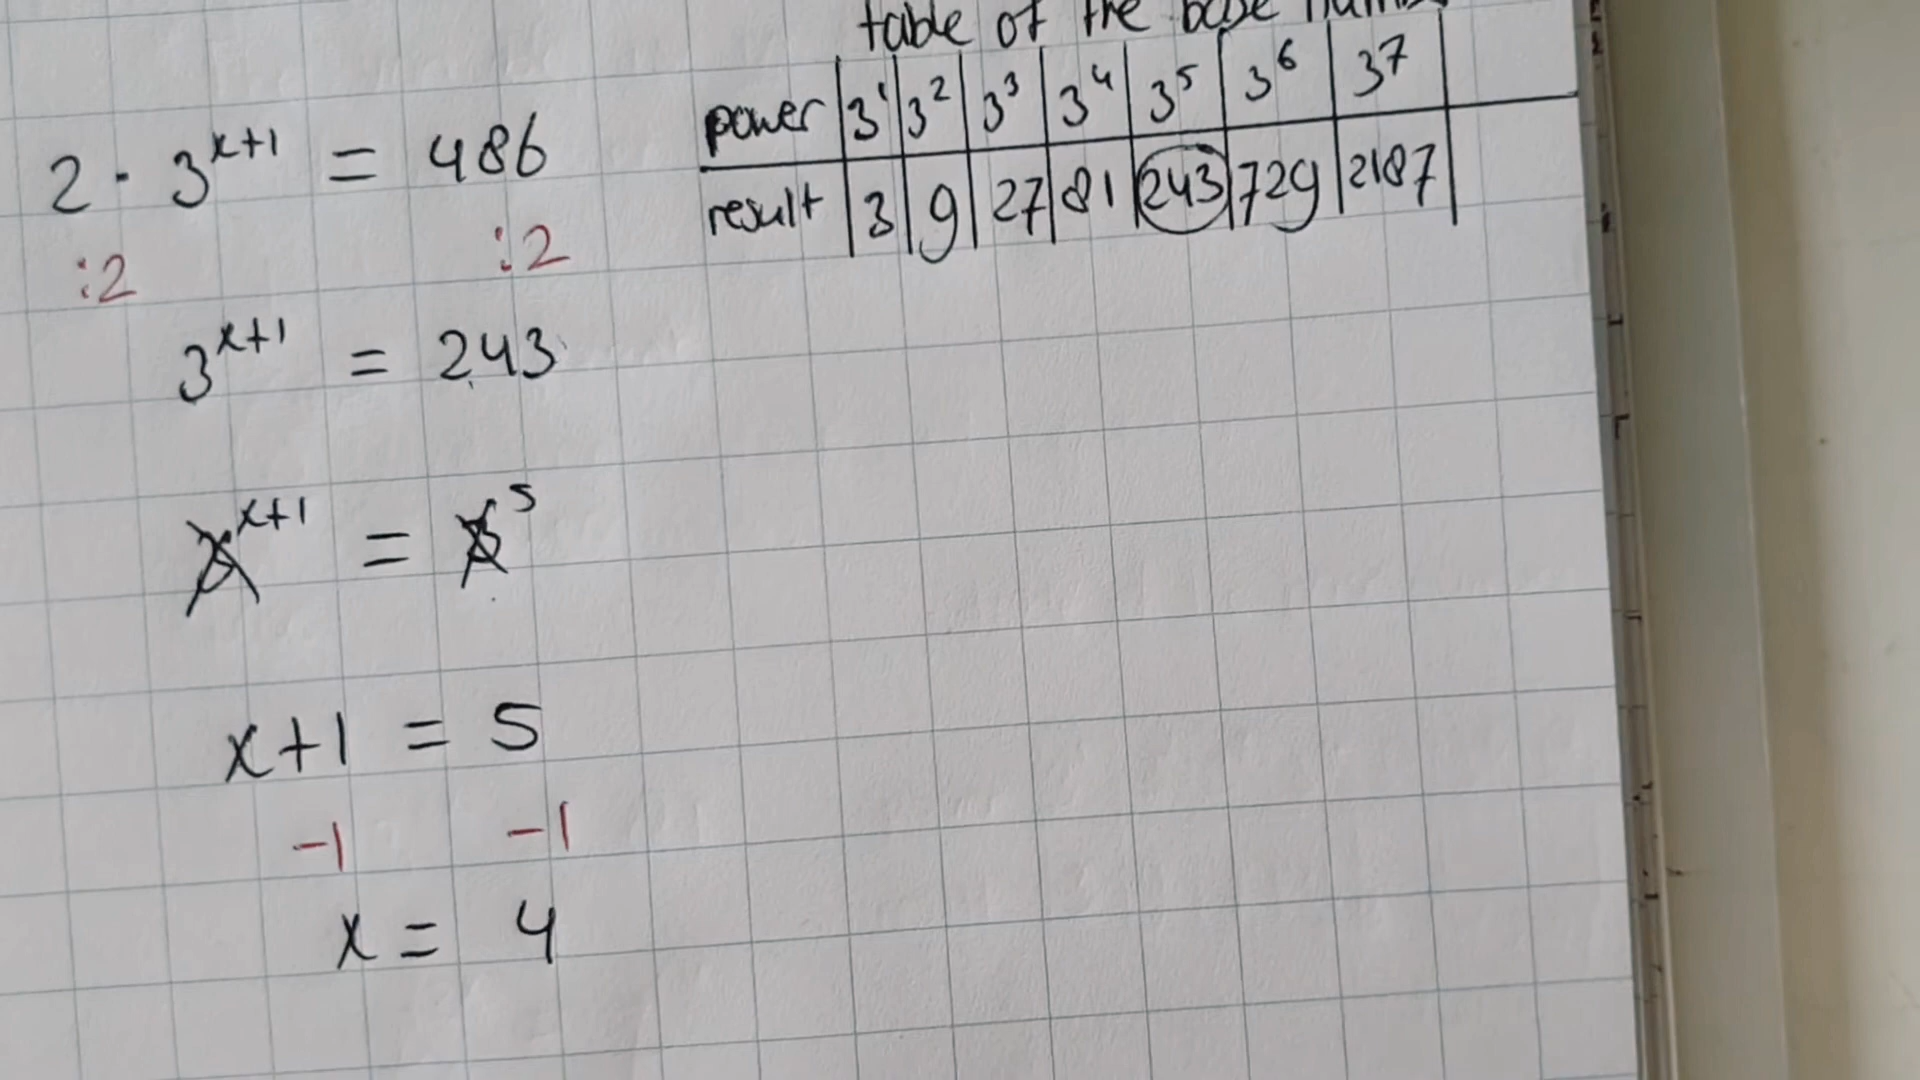 table of the base
power 3¹ 3² 3³ 3⁴ 3⁵ 3⁶ 3⁷
result 3 9 27 81 243 729 2187
2 · 3^{x+1} = 486
:2 :2
3^{x+1} = 243
3^{x+1} = 3^5
x+1 = 5
-1 -1
x = 4